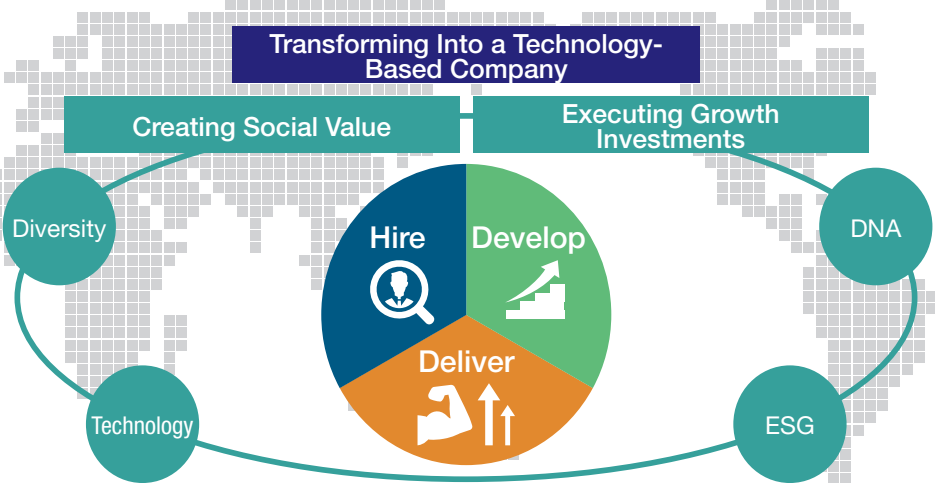 Transforming Into a Technology-
Based Company
Creating Social Value
Executing Growth
Investments
Diversity
Hire
Develop
DNA
Deliver
Technology
ESG